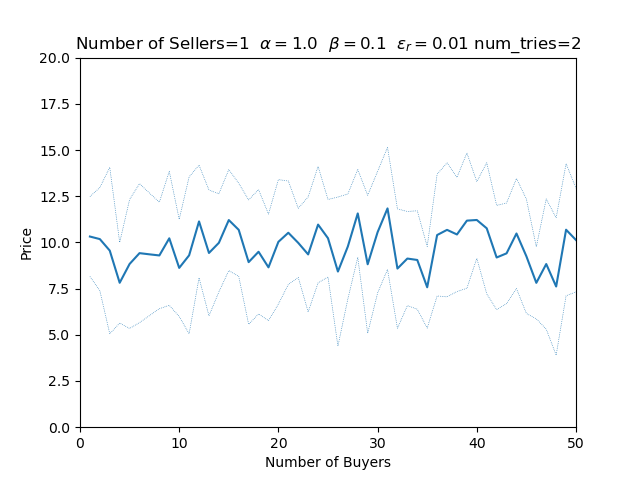 Number of Sellers=1 α = 1.0 β = 0.1 ε_r = 0.01 num_tries=2
20.0
17.5
15.0
12.5
10.0
7.5
5.0
2.5
0.0
Price
0 10 20 30 40 50
Number of Buyers